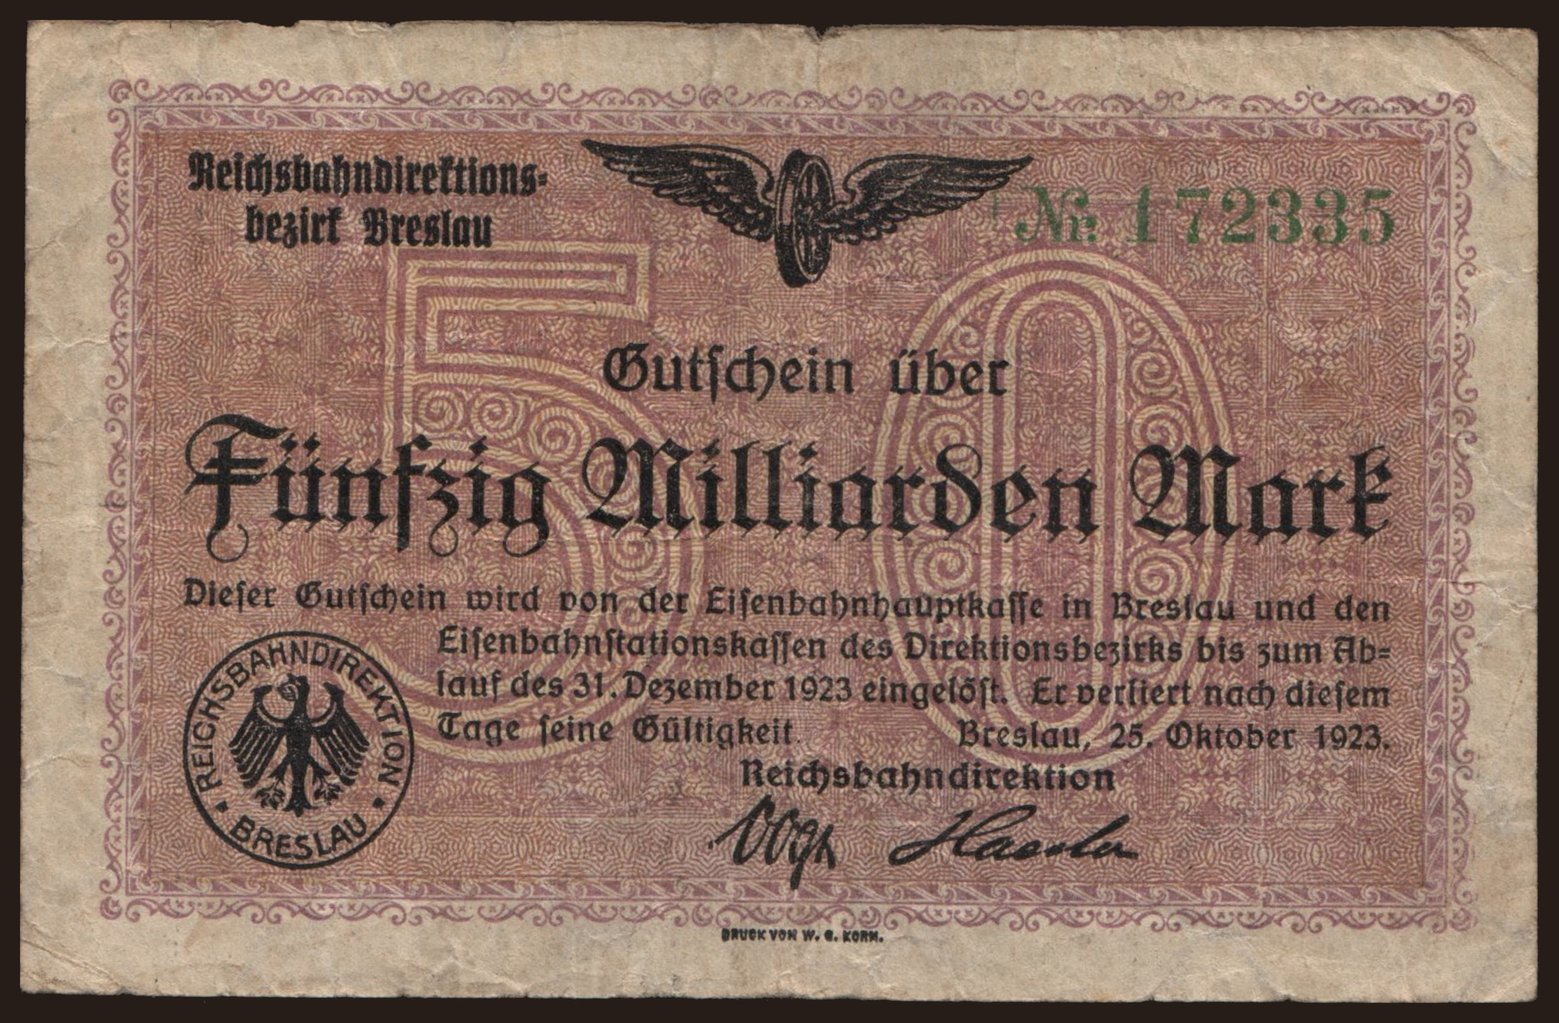 Reichsbahndirektions-
bezirk Breslau
№ 172335
50
Gutschein über
Fünfzig Milliarden Mark
Dieser Gutschein wird von der Eisenbahnhauptkasse in Breslau und den
Eisenbahnstationskassen des Direktionsbezirks bis zum Ab-
lauf des 31. Dezember 1923 eingelöst. Er verliert nach diesem
Tage seine Gültigkeit. Breslau, 25. Oktober 1923.
Reichsbahndirektion
REICHSBAHNDIREKTION
BRESLAU
DRUCK VON W. G. KORN.